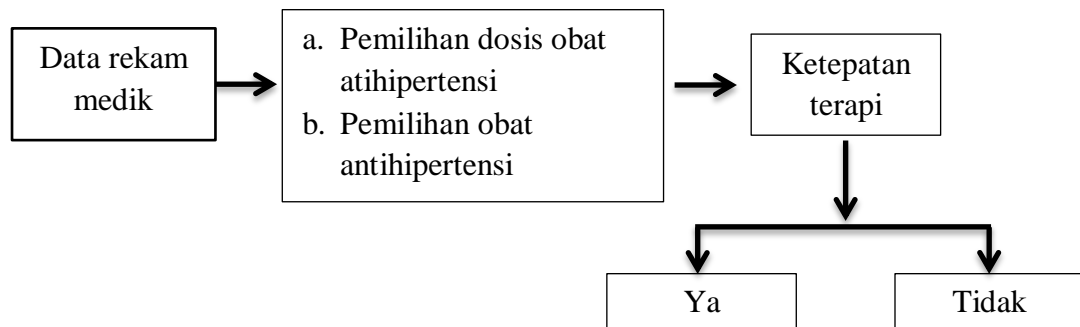 Data rekam
medik
a. Pemilihan dosis obat
atihipertensi
b. Pemilihan obat
antihipertensi
Ketepatan
terapi
Ya
Tidak